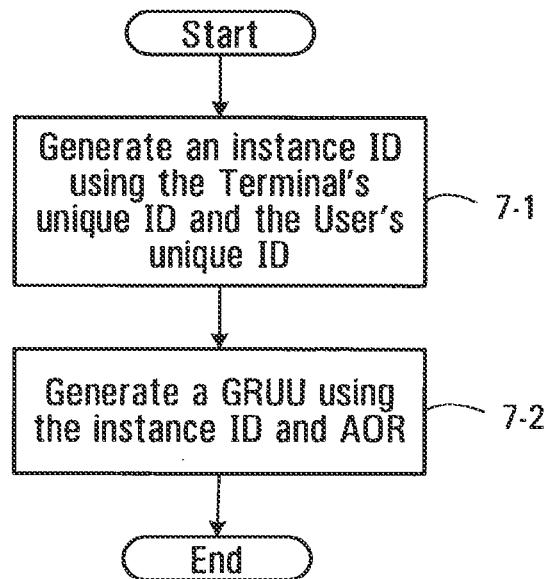 Start
Generate an instance ID
using the Terminal's
unique ID and the User's
unique ID
7-1
Generate a GRUU using
the instance ID and AOR
7-2
End